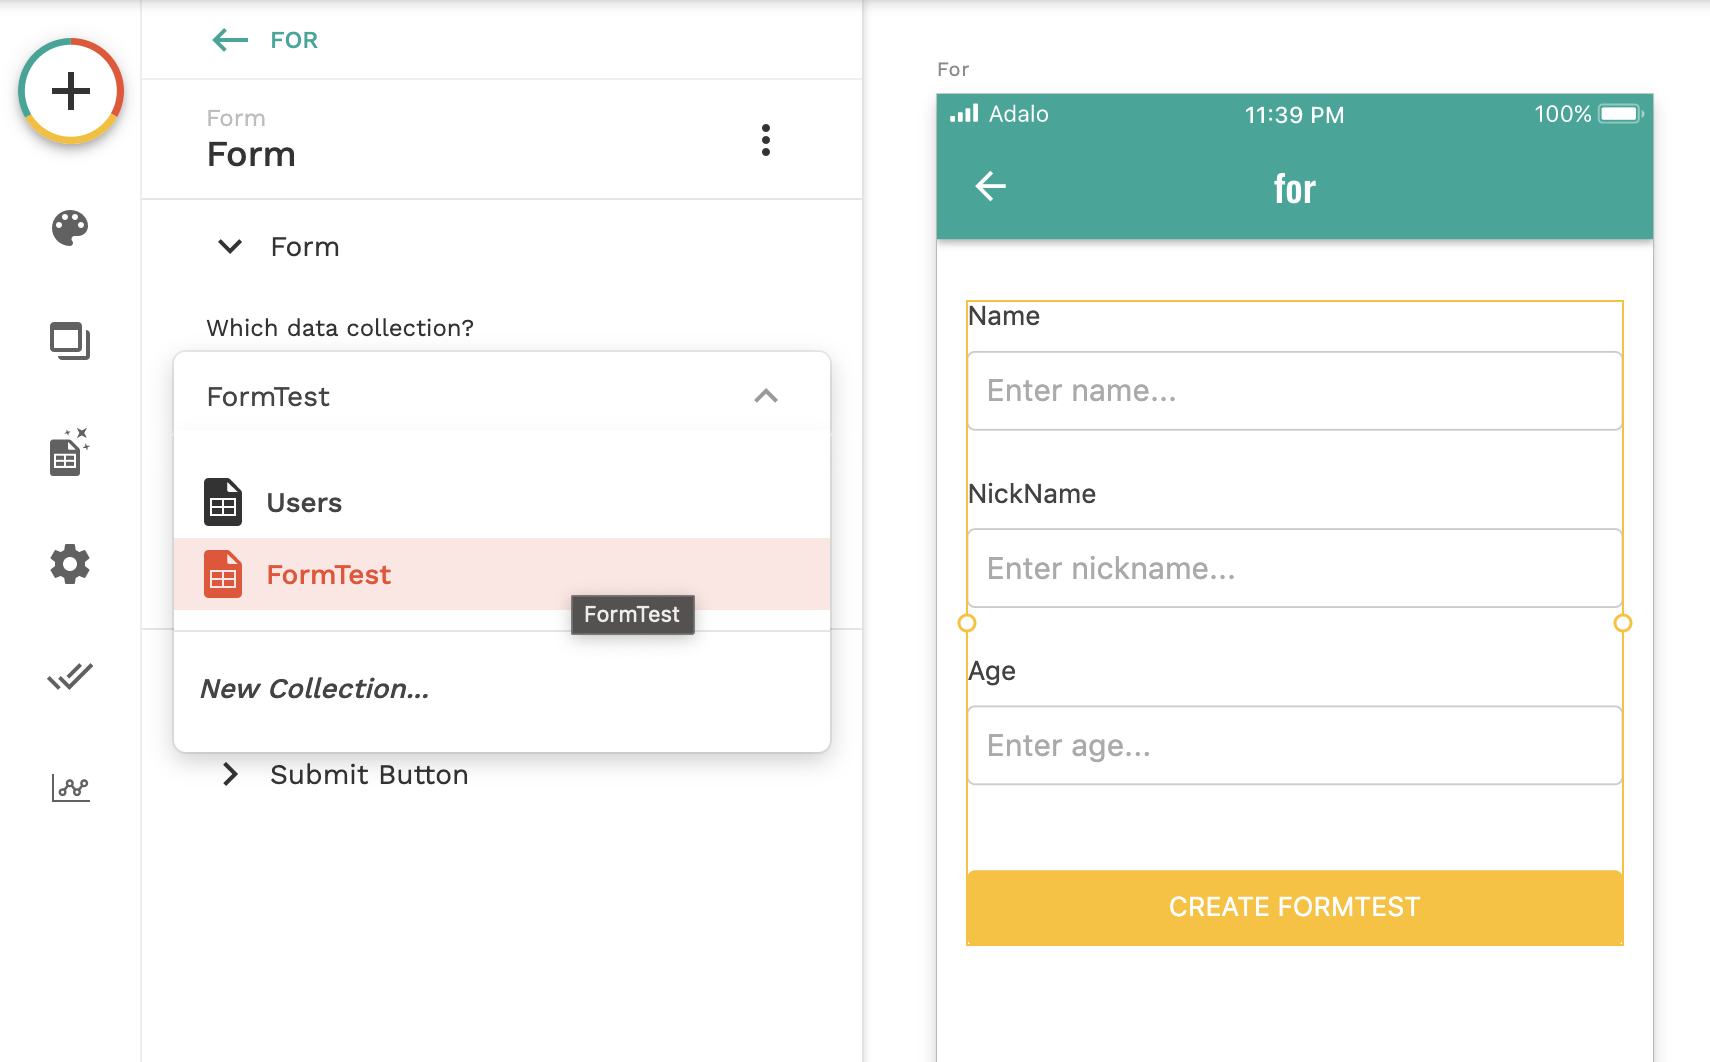 FOR
Form
Form
Form
Which data collection?
FormTest
Users
FormTest
FormTest
New Collection...
Submit Button
For
Adalo
11:39 PM
100%
for
Name
Enter name...
NickName
Enter nickname...
Age
Enter age...
CREATE FORMTEST